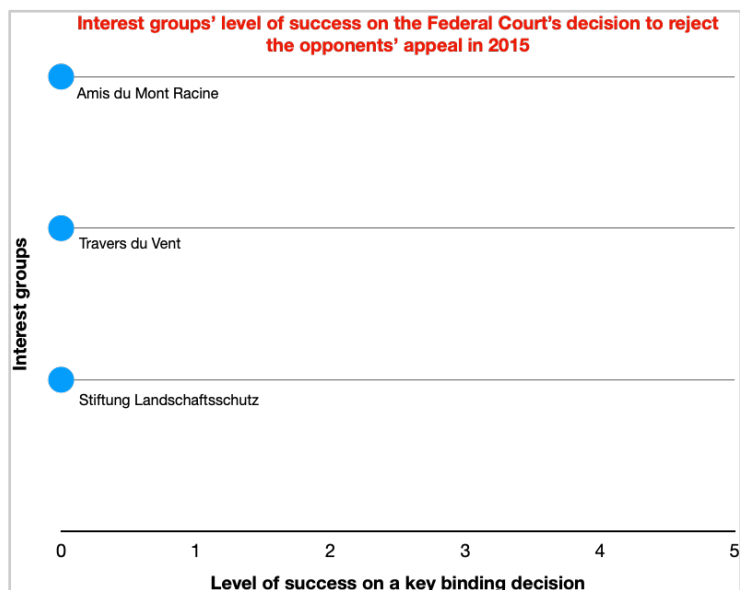 Interest groups’ level of success on the Federal Court’s decision to reject
the opponents’ appeal in 2015
Amis du Mont Racine
Travers du Vent
Interest groups
Stiftung Landschaftsschutz
0 1 2 3 4 5
Level of success on a key binding decision